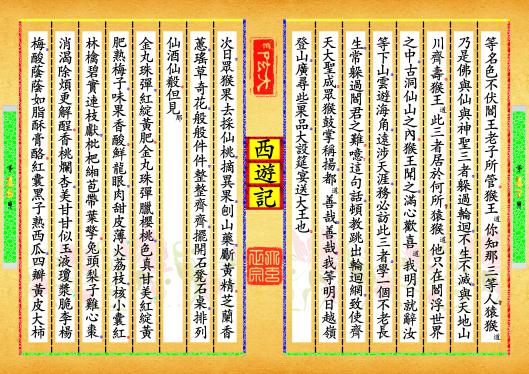 等名色不伏閻王老子所管猴王道你知那三等人猿猴道
乃是佛與仙與神聖三者躲過輪迴不生不滅與天地山
川齊壽猴王道此三者居於何所猿猴道他只在閻浮世界
之中古洞仙山之內猴王聞之滿心歡喜道我明日就辭汝
等下山雲遊海角遠涉天涯務必訪此三者學一個不老長
生常躲過閻君之難噫這句話頓教跳出輪迴網致使齊
天大聖成眾猴鼓掌稱揚都道善哉善哉我等明日越嶺
登山廣尋些果品大設筵宴送大王也
西遊記
次日眾猴果去採仙桃摘異果刨山藥斸黃精芝蘭香
蕙瑤草奇花般般件件整整齊齊擺開石凳石桌排列
仙酒仙殽但見那
金丸珠彈紅綻黃肥金丸珠彈臘櫻桃色真甘美紅綻黃
肥熟梅子味果香酸鮮龍眼肉甜皮薄火荔枝核小囊紅
林檎碧實連枝獻枇杷緗苞帶葉擎兔頭梨子雞心棗
消渴除煩更解酲香桃爛杏美甘甘似玉液瓊漿脆李楊
梅酸蔭蔭如脂酥膏酪紅囊黑子熟西瓜四瓣黃皮大柿